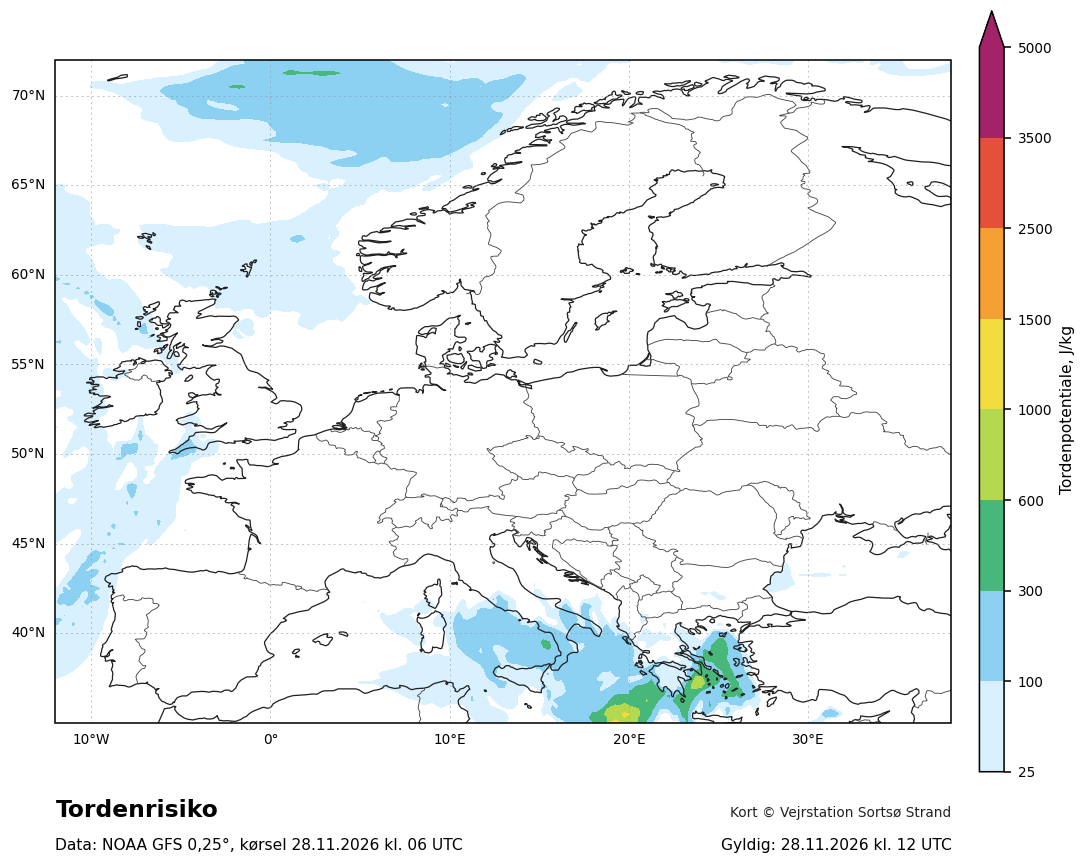 70°N
65°N
60°N
55°N
50°N
45°N
40°N
10°W
0°
10°E
20°E
30°E
5000
3500
2500
1500
1000
600
300
100
25
Tordenpotentiale, J/kg
Tordenrisiko
Kort © Vejrstation Sortsø Strand
Data: NOAA GFS 0,25°, kørsel 28.11.2026 kl. 06 UTC
Gyldig: 28.11.2026 kl. 12 UTC